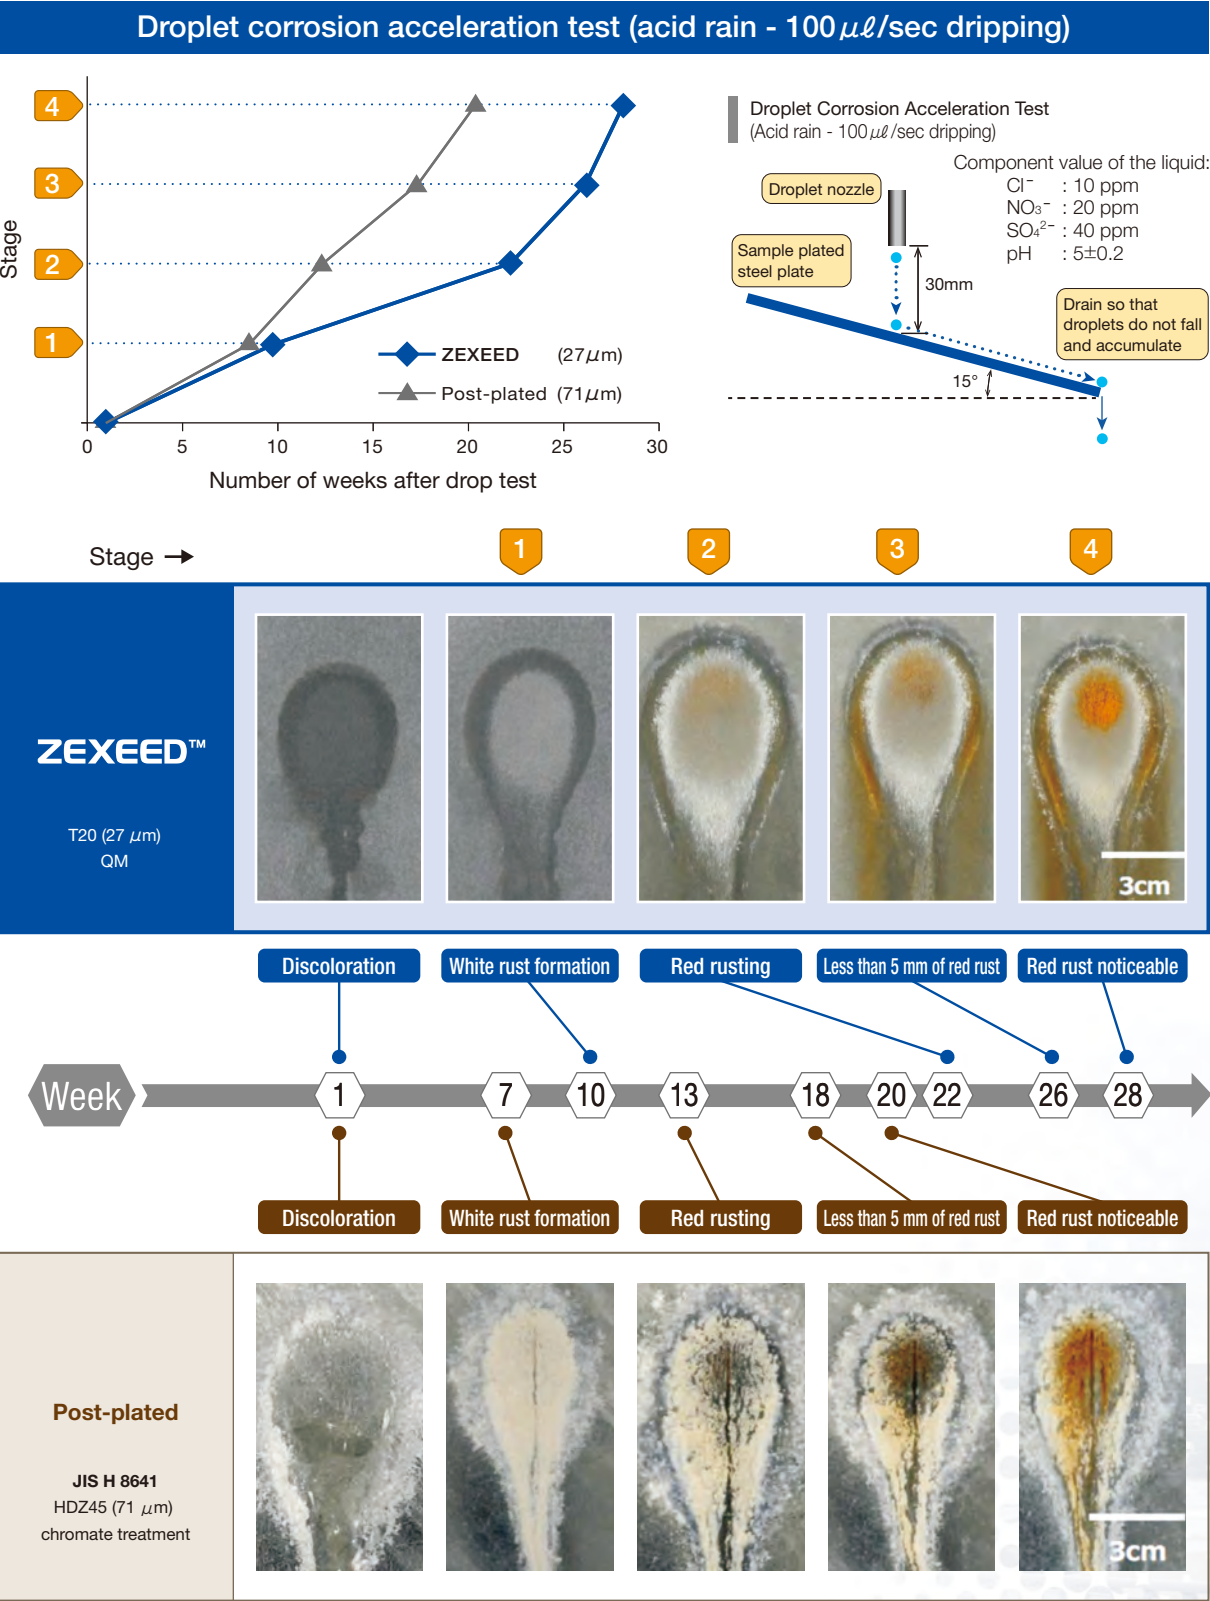 Droplet corrosion acceleration test (acid rain - 100μℓ/sec dripping)
4
3
2
1
Stage
ZEXEED (27μm)
Post-plated (71μm)
0 5 10 15 20 25 30
Number of weeks after drop test
Droplet Corrosion Acceleration Test
(Acid rain - 100μℓ/sec dripping)
Component value of the liquid:
Cl⁻ : 10 ppm
NO₃⁻ : 20 ppm
SO₄²⁻ : 40 ppm
pH : 5±0.2
Droplet nozzle
Sample plated
steel plate
30mm
Drain so that
droplets do not fall
and accumulate
15°
Stage → 1 2 3 4
ZEXEED™
T20 (27 μm)
QM
3cm
Discoloration White rust formation Red rusting Less than 5 mm of red rust Red rust noticeable
Week 1 7 10 13 18 20 22 26 28
Discoloration White rust formation Red rusting Less than 5 mm of red rust Red rust noticeable
Post-plated
JIS H 8641
HDZ45 (71 μm)
chromate treatment
3cm